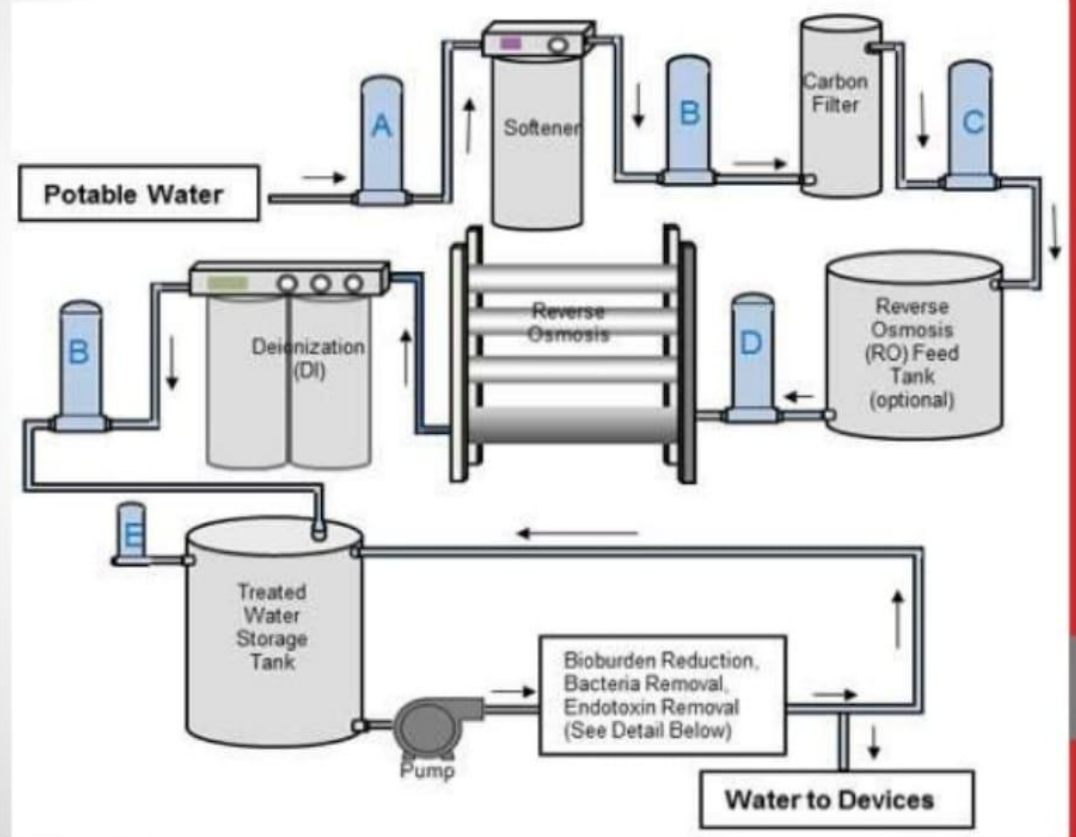 A
Softener
B
Carbon
Filter
C
Potable Water
B
Deionization
(DI)
Reverse
Osmosis
D
Reverse
Osmosis
(RO) Feed
Tank
(optional)
E
Treated
Water
Storage
Tank
Pump
Bioburden Reduction,
Bacteria Removal,
Endotoxin Removal
(See Detail Below)
Water to Devices